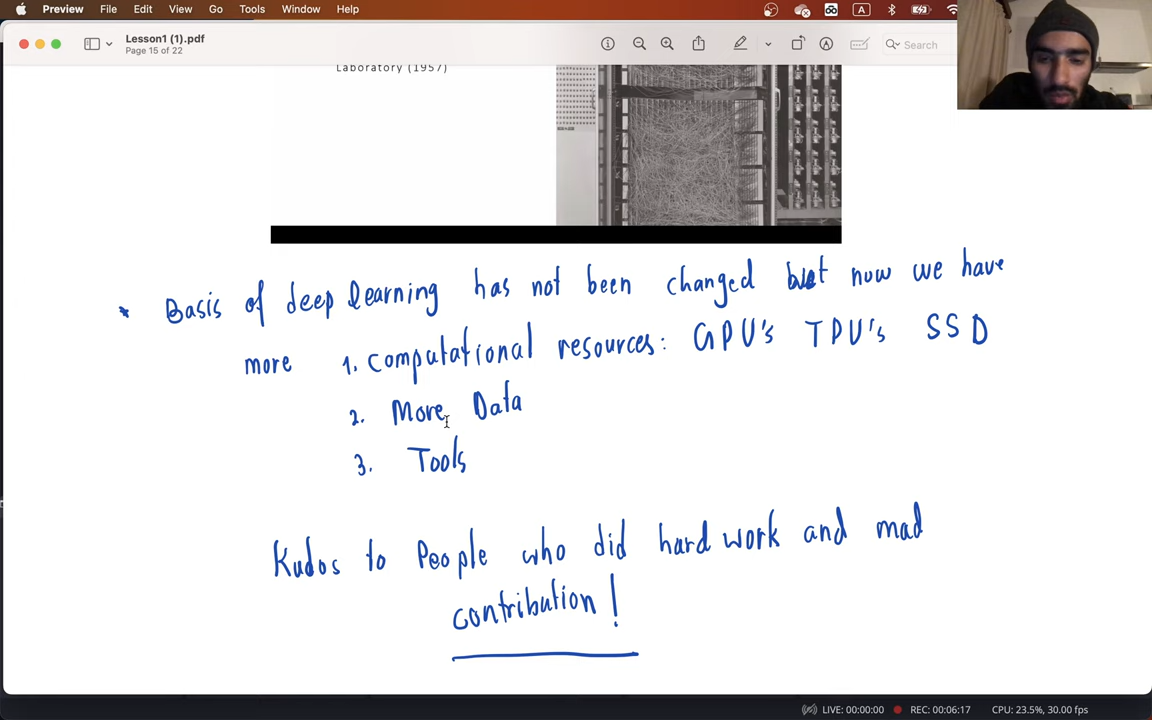 Preview File Edit View Go Tools Window Help
Lesson1 (1).pdf
Page 15 of 22
Search
Laboratory (1957)
* Basis of deep learning has not been changed but now we have
more 1. Computational resources: GPU's TPU's SSD
2. More Data
3. Tools
Kudos to People who did hard work and mad
contribution!
LIVE: 00:00:00 REC: 00:06:17 CPU: 23.5%, 30.00 fps